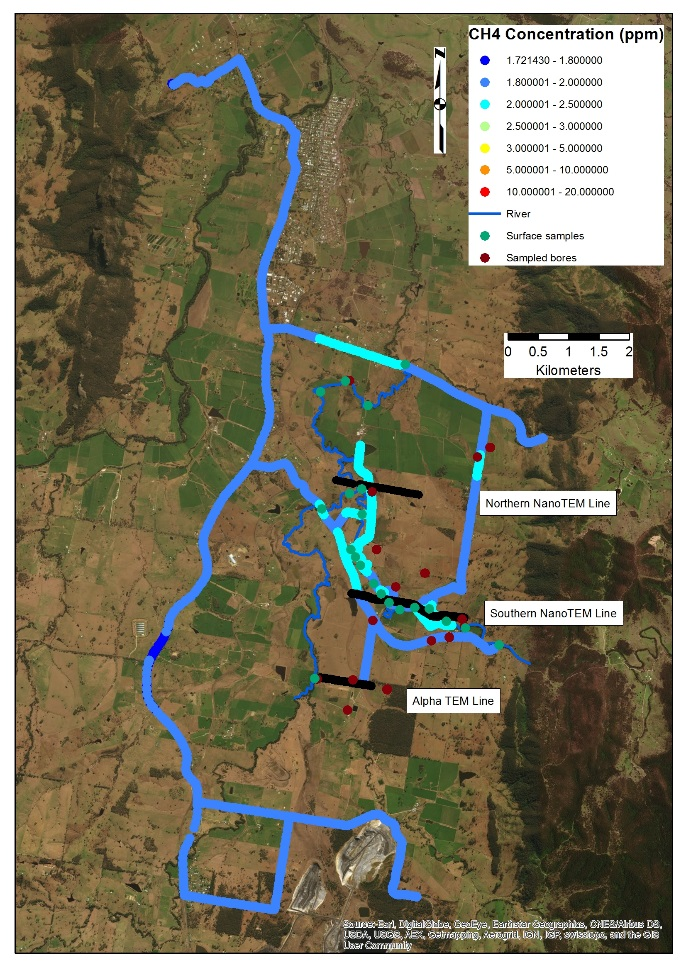 CH4 Concentration (ppm)
1.721430 - 1.800000
1.800001 - 2.000000
2.000001 - 2.500000
2.500001 - 3.000000
3.000001 - 5.000000
5.000001 - 10.000000
10.000001 - 20.000000
River
Surface samples
Sampled bores
0 0.5 1 1.5 2
Kilometers
Northern NanoTEM Line
Southern NanoTEM Line
Alpha TEM Line
Source: Esri, DigitalGlobe, GeoEye, Earthstar Geographics, CNES/Airbus DS,
USDA, USGS, AEX, Getmapping, Aerogrid, IGN, IGP, swisstopo, and the GIS
User Community